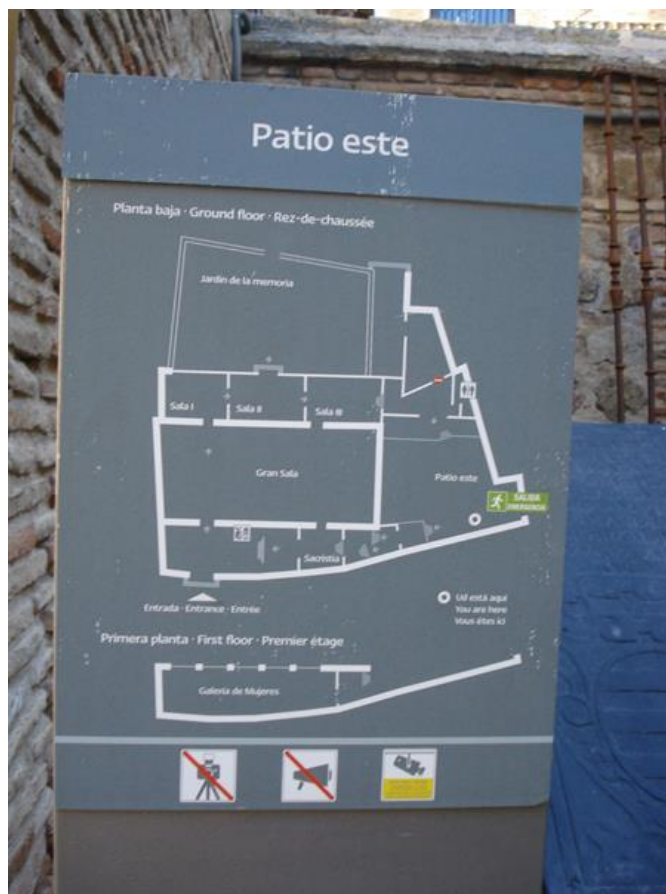 Patio este
Planta baja · Ground floor · Rez-de-chaussée
Jardín de la memoria
Sala I
Sala II
Sala III
Gran Sala
Patio este
SALIDA
EMERGENCIA
Sacristía
Entrada · Entrance · Entrée
Ud está aquí
You are here
Vous êtes ici
Primera planta · First floor · Premier étage
Galería de Mujeres